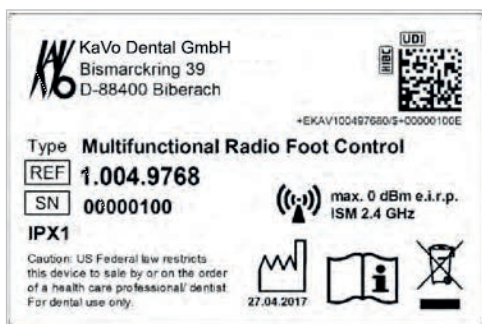 KaVo Dental GmbH
Bismarckring 39
D-88400 Biberach
UDI
HIBC
+EKAV100497680/$+00000100E
Type Multifunctional Radio Foot Control
REF 1.004.9768
SN 00000100
max. 0 dBm e.i.r.p.
ISM 2.4 GHz
IPX1
Caution: US Federal law restricts
this device to sale by or on the order
of a health care professional/ dentist
For dental use only.
27.04.2017